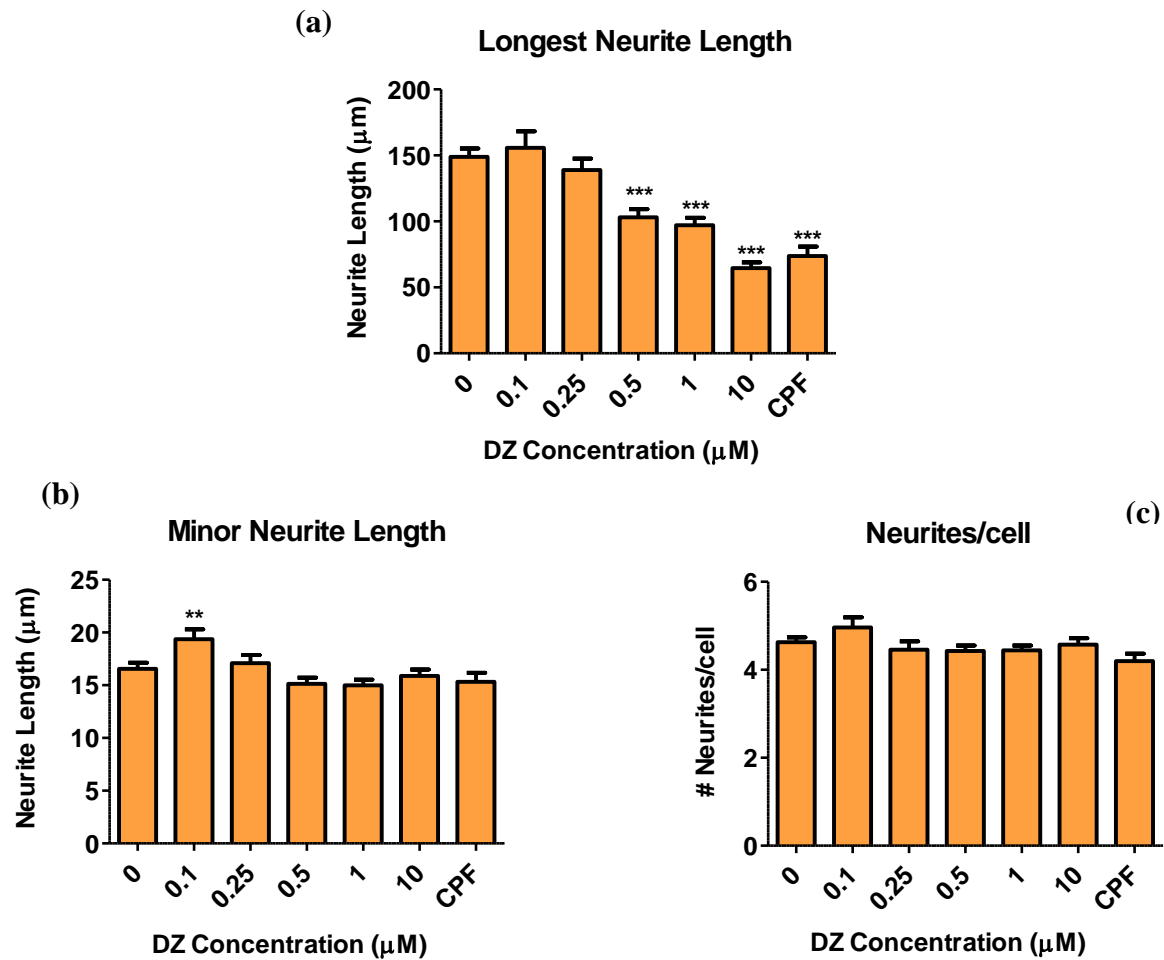 (a)
Longest Neurite Length
Neurite Length (μm)
200
150
100
50
0
***
***
***
***
0
0.1
0.25
0.5
1
10
CPF
DZ Concentration (μM)
(b)
Minor Neurite Length
Neurite Length (μm)
25
20
15
10
5
0
**
0
0.1
0.25
0.5
1
10
CPF
DZ Concentration (μM)
(c)
Neurites/cell
# Neurites/cell
6
4
2
0
0
0.1
0.25
0.5
1
10
CPF
DZ Concentration (μM)